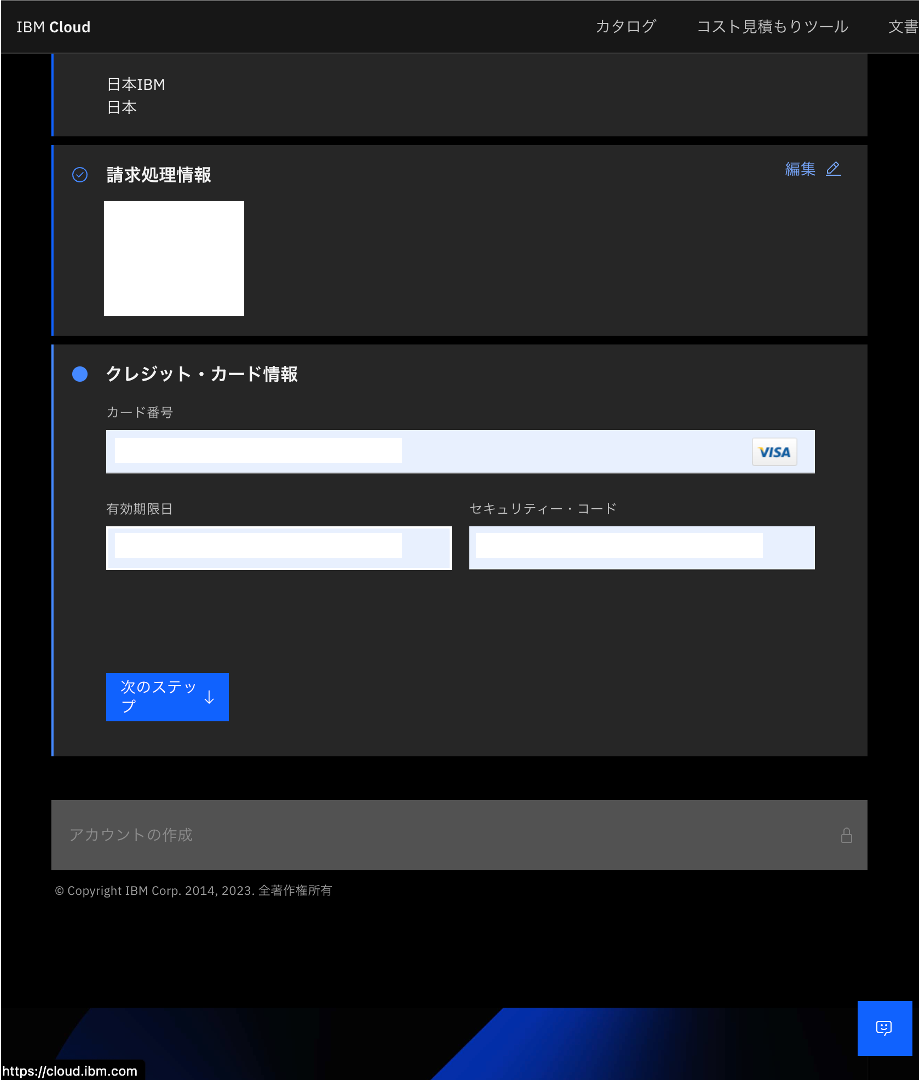 IBM Cloud
カタログ
コスト見積もりツール
文書
日本IBM
日本
請求処理情報
編集
クレジット・カード情報
カード番号
VISA
有効期限日
セキュリティー・コード
次のステッ
プ
アカウントの作成
© Copyright IBM Corp. 2014, 2023. 全著作権所有
https://cloud.ibm.com